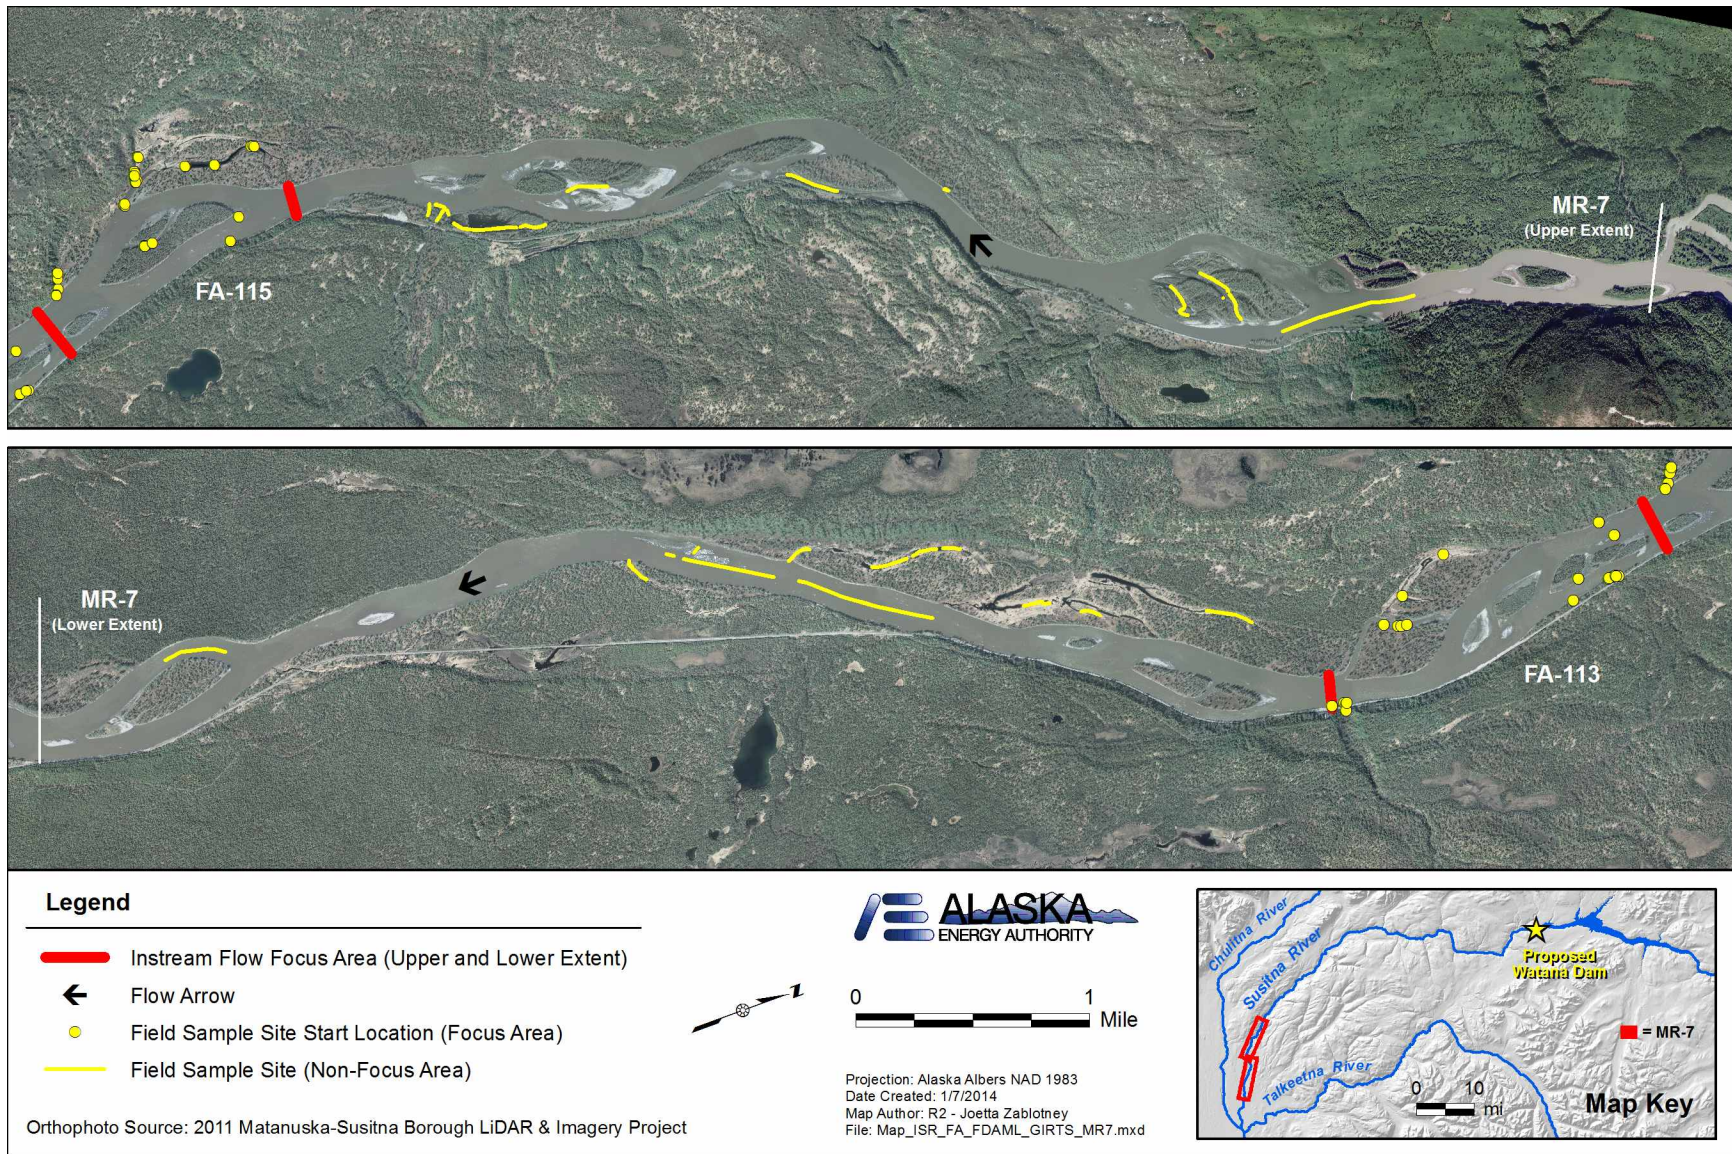 MR-7
(Upper Extent)
FA-115
MR-7
(Lower Extent)
FA-113
Legend
Instream Flow Focus Area (Upper and Lower Extent)
Flow Arrow
Field Sample Site Start Location (Focus Area)
Field Sample Site (Non-Focus Area)
Orthophoto Source: 2011 Matanuska-Susitna Borough LiDAR & Imagery Project
ALASKA
ENERGY AUTHORITY
z
0 1
Mile
Projection: Alaska Albers NAD 1983
Date Created: 1/7/2014
Map Author: R2 - Joetta Zablotney
File: Map_ISR_FA_FDAML_GIRTS_MR7.mxd
Chulitna River
Susitna River
Proposed
Watana Dam
= MR-7
Talkeetna River
0 10
mi
Map Key